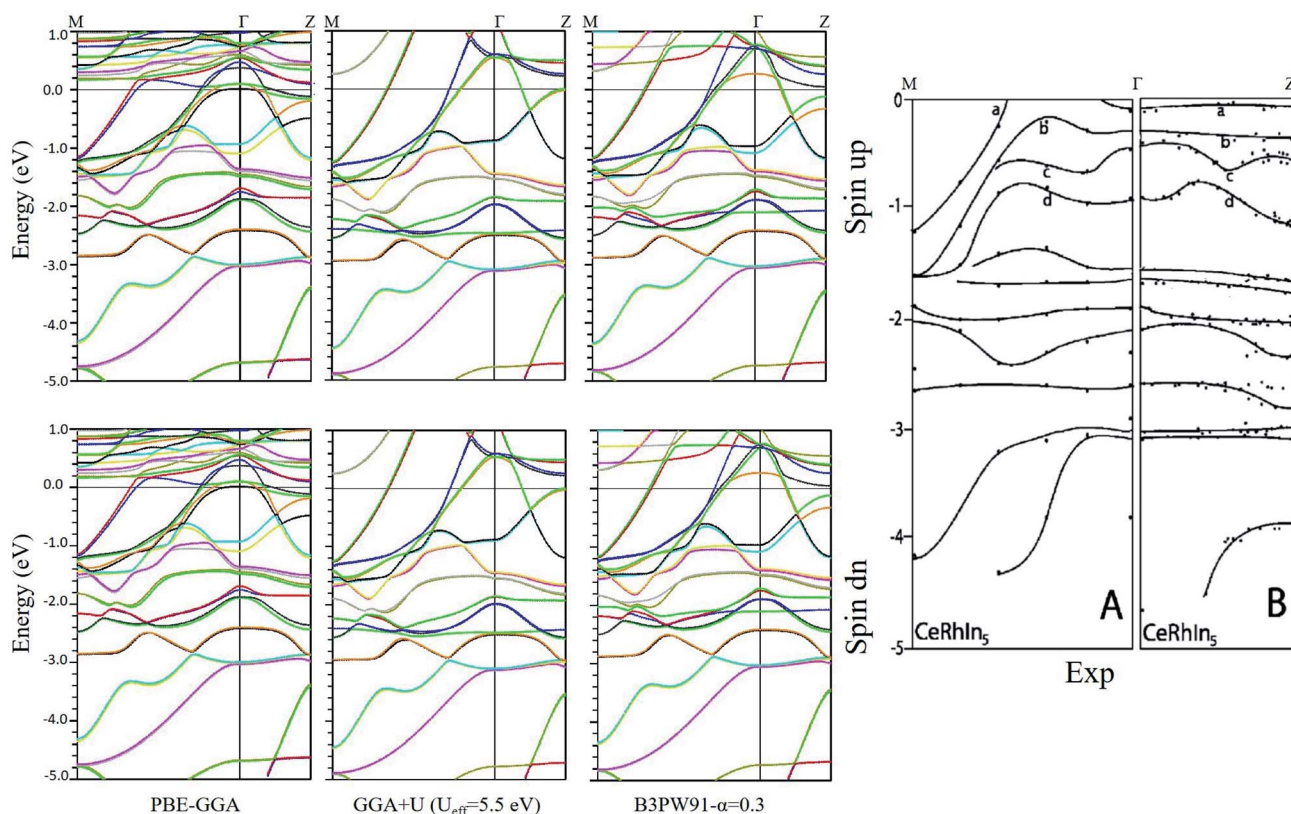 M Γ Z M Γ Z M Γ Z
1.0
0.0
-1.0
-2.0
-3.0
-4.0
-5.0
Energy (eV)
Spin up
1.0
0.0
-1.0
-2.0
-3.0
-4.0
-5.0
Energy (eV)
Spin dn
PBE-GGA
GGA+U (Ueff=5.5 eV)
B3PW91-α=0.3
M Γ Z
0
-1
-2
-3
-4
-5
a
b
c
d
a
b
c
d
A
B
CeRhIn5
CeRhIn5
Exp